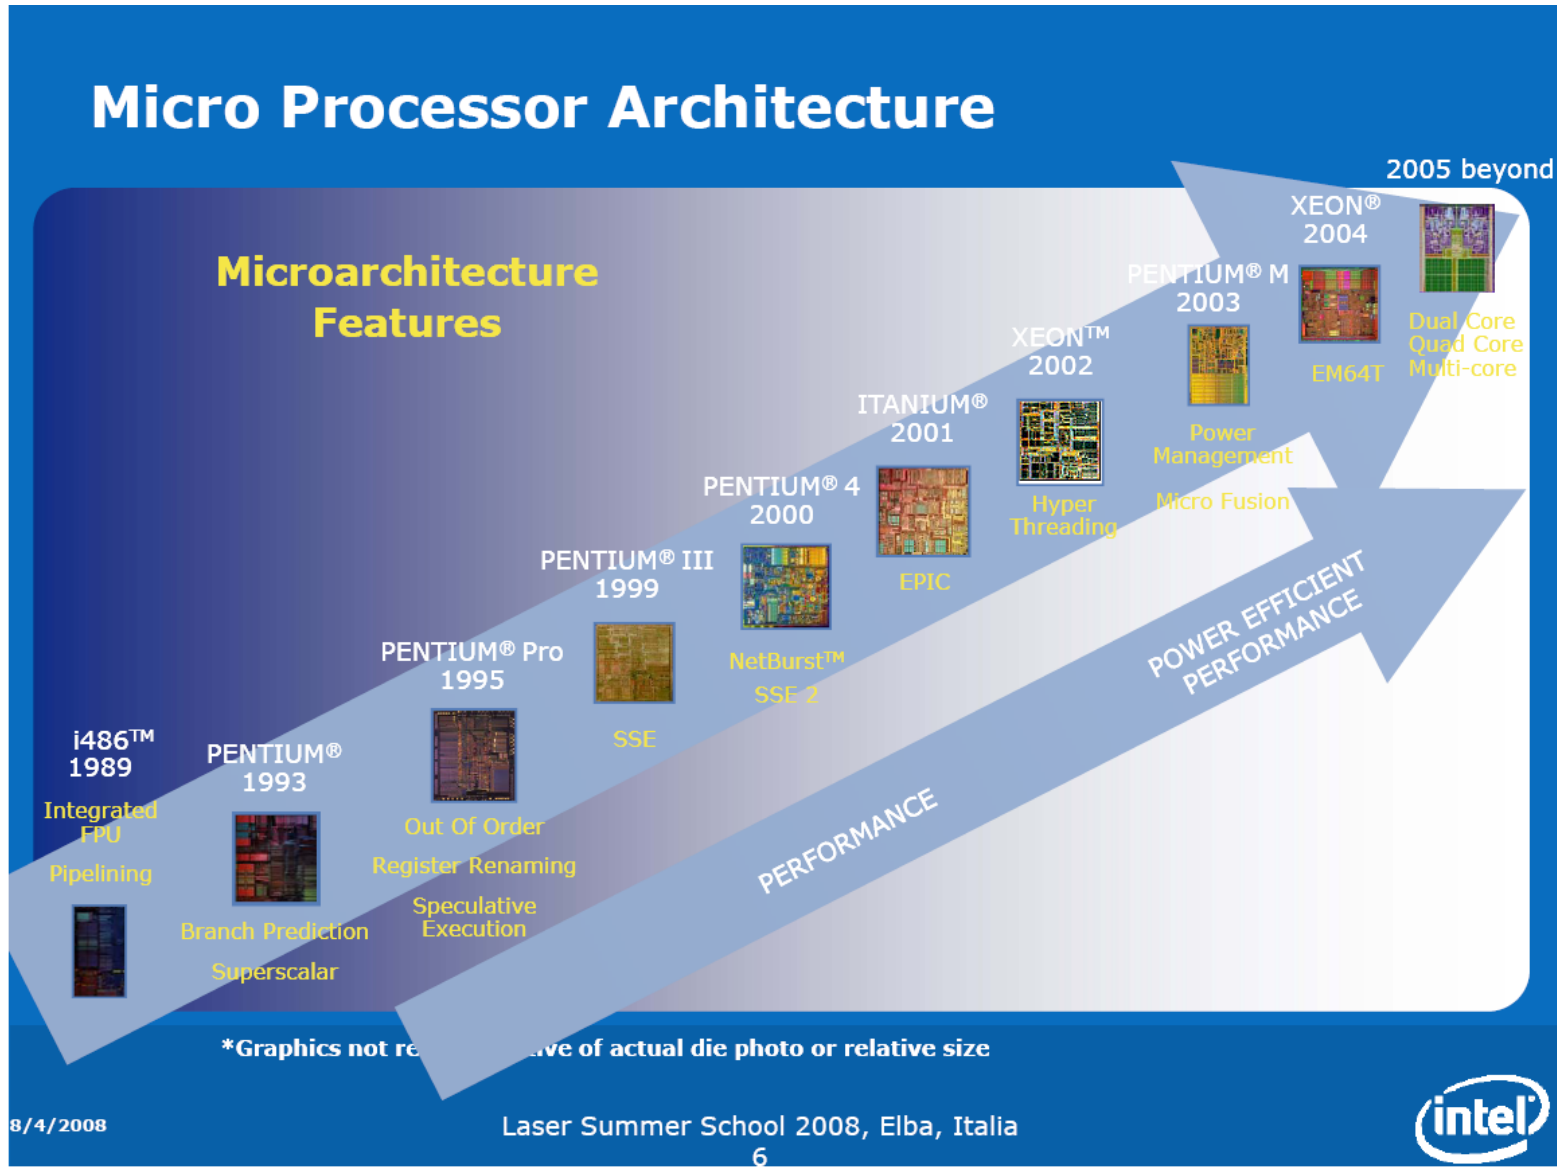 Micro Processor Architecture
2005 beyond
Microarchitecture
Features
i486™
1989
Integrated
FPU
Pipelining
PENTIUM®
1993
Branch Prediction
Superscalar
PENTIUM® Pro
1995
Out Of Order
Register Renaming
Speculative
Execution
PENTIUM® III
1999
SSE
PENTIUM® 4
2000
NetBurst™
SSE 2
ITANIUM®
2001
EPIC
XEON™
2002
Hyper
Threading
PENTIUM® M
2003
Power
Management
Micro Fusion
XEON®
2004
EM64T
Dual Core
Quad Core
Multi-core
PERFORMANCE
POWER EFFICIENT
PERFORMANCE
*Graphics not of actual die photo or relative size
8/4/2008
Laser Summer School 2008, Elba, Italia
6
intel®